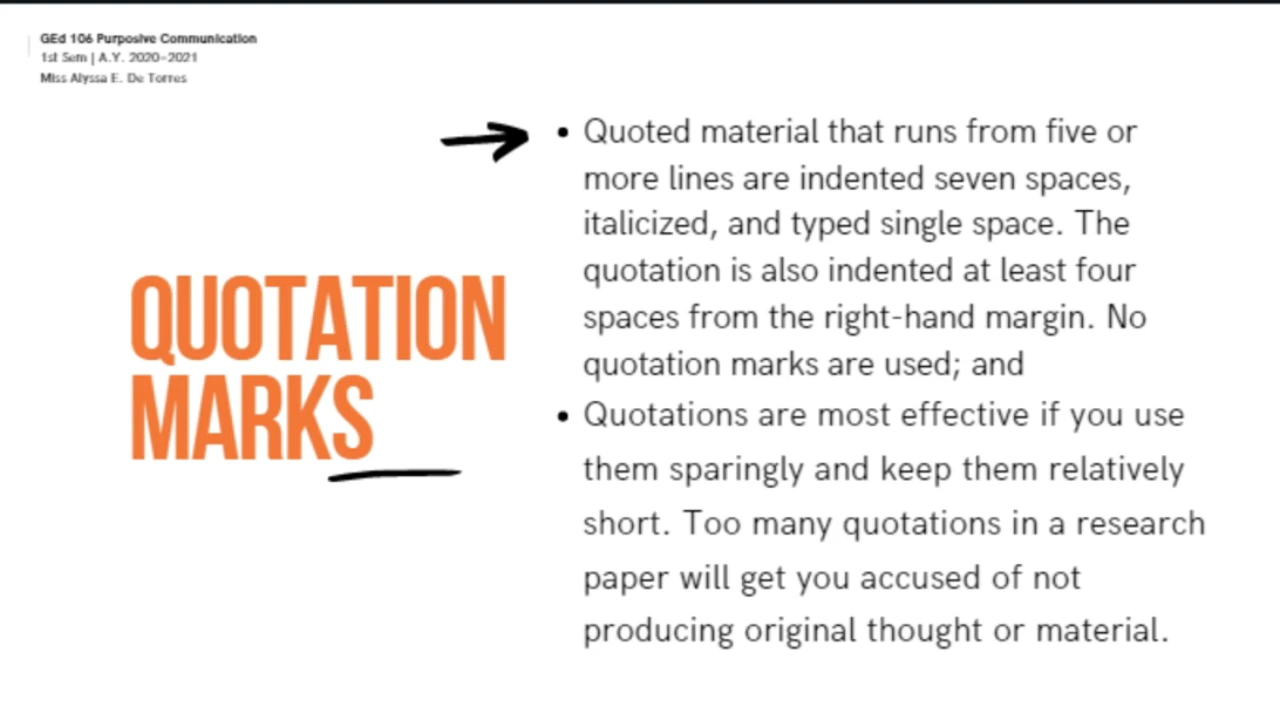 GEd 106 Purposive Communication
1st Sem | A.Y. 2020-2021
Miss Alyssa E. De Torres
QUOTATION
MARKS
• Quoted material that runs from five or
more lines are indented seven spaces,
italicized, and typed single space. The
quotation is also indented at least four
spaces from the right-hand margin. No
quotation marks are used; and
• Quotations are most effective if you use
them sparingly and keep them relatively
short. Too many quotations in a research
paper will get you accused of not
producing original thought or material.